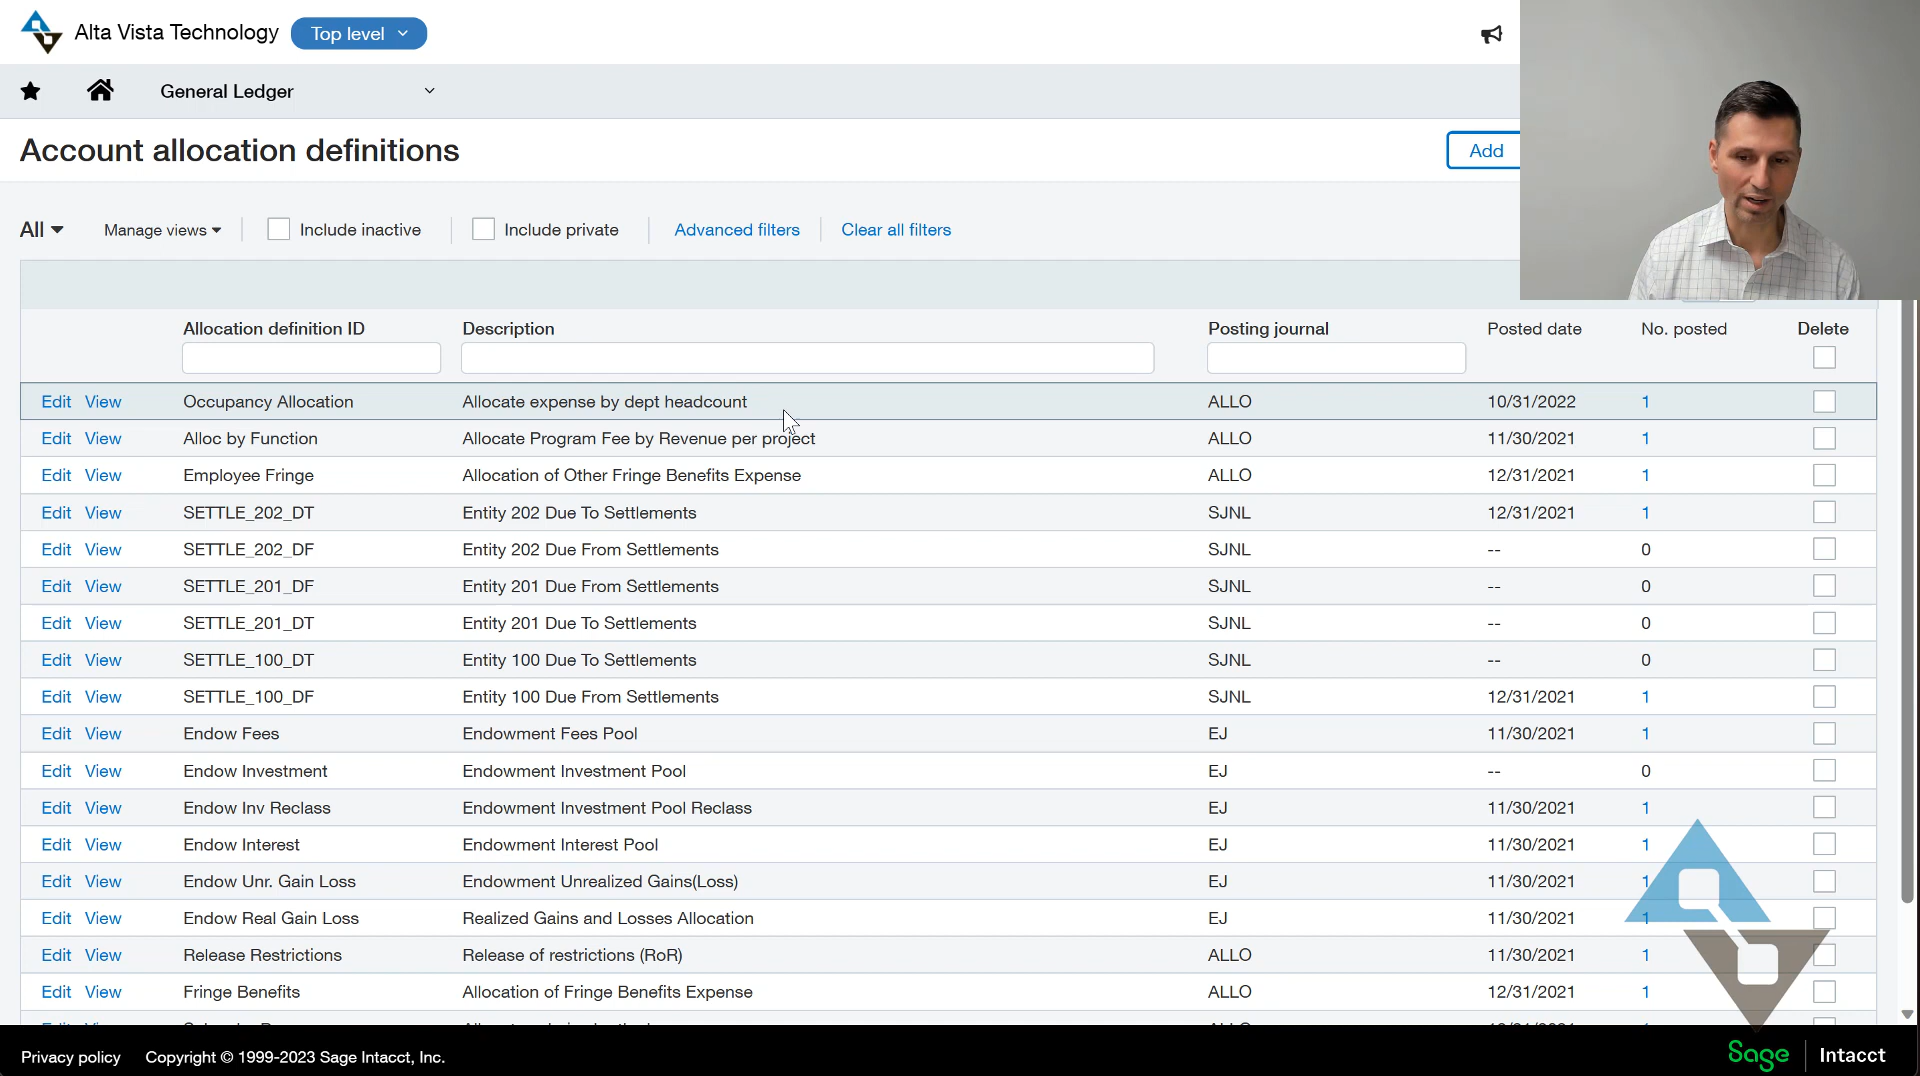 Alta Vista Technology Top level
General Ledger
Account allocation definitions
Add
All Manage views Include inactive Include private Advanced filters Clear all filters
Allocation definition ID Description Posting journal Posted date No. posted Delete
Edit View Occupancy Allocation Allocate expense by dept headcount ALLO 10/31/2022 1
Edit View Alloc by Function Allocate Program Fee by Revenue per project ALLO 11/30/2021 1
Edit View Employee Fringe Allocation of Other Fringe Benefits Expense ALLO 12/31/2021 1
Edit View SETTLE_202_DT Entity 202 Due To Settlements SJNL 12/31/2021 1
Edit View SETTLE_202_DF Entity 202 Due From Settlements SJNL -- 0
Edit View SETTLE_201_DF Entity 201 Due From Settlements SJNL -- 0
Edit View SETTLE_201_DT Entity 201 Due To Settlements SJNL -- 0
Edit View SETTLE_100_DT Entity 100 Due To Settlements SJNL -- 0
Edit View SETTLE_100_DF Entity 100 Due From Settlements SJNL 12/31/2021 1
Edit View Endow Fees Endowment Fees Pool EJ 11/30/2021 1
Edit View Endow Investment Endowment Investment Pool EJ -- 0
Edit View Endow Inv Reclass Endowment Investment Pool Reclass EJ 11/30/2021 1
Edit View Endow Interest Endowment Interest Pool EJ 11/30/2021 1
Edit View Endow Unr. Gain Loss Endowment Unrealized Gains(Loss) EJ 11/30/2021 1
Edit View Endow Real Gain Loss Realized Gains and Losses Allocation EJ 11/30/2021 1
Edit View Release Restrictions Release of restrictions (RoR) ALLO 11/30/2021 1
Edit View Fringe Benefits Allocation of Fringe Benefits Expense ALLO 12/31/2021 1
Privacy policy Copyright © 1999-2023 Sage Intacct, Inc. Sage Intacct